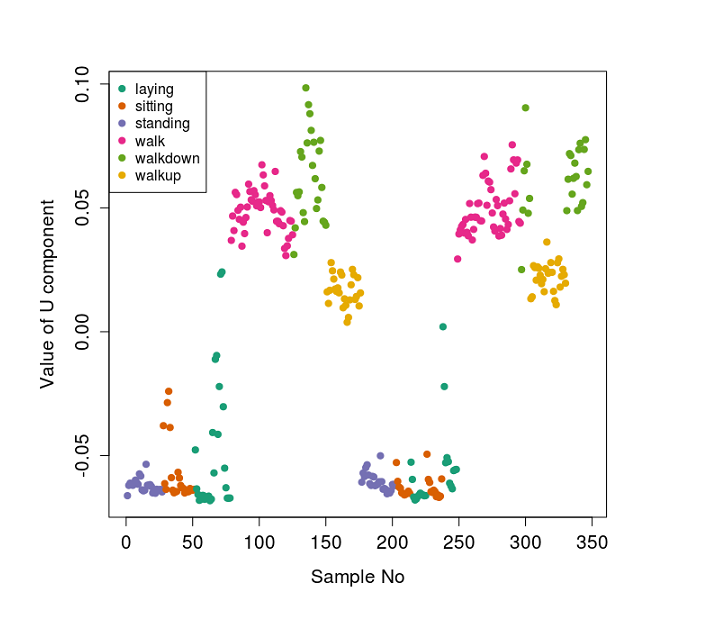 laying
sitting
standing
walk
walkdown
walkup
0.10
0.05
0.00
-0.05
Value of U component
0 50 100 150 200 250 300 350
Sample No